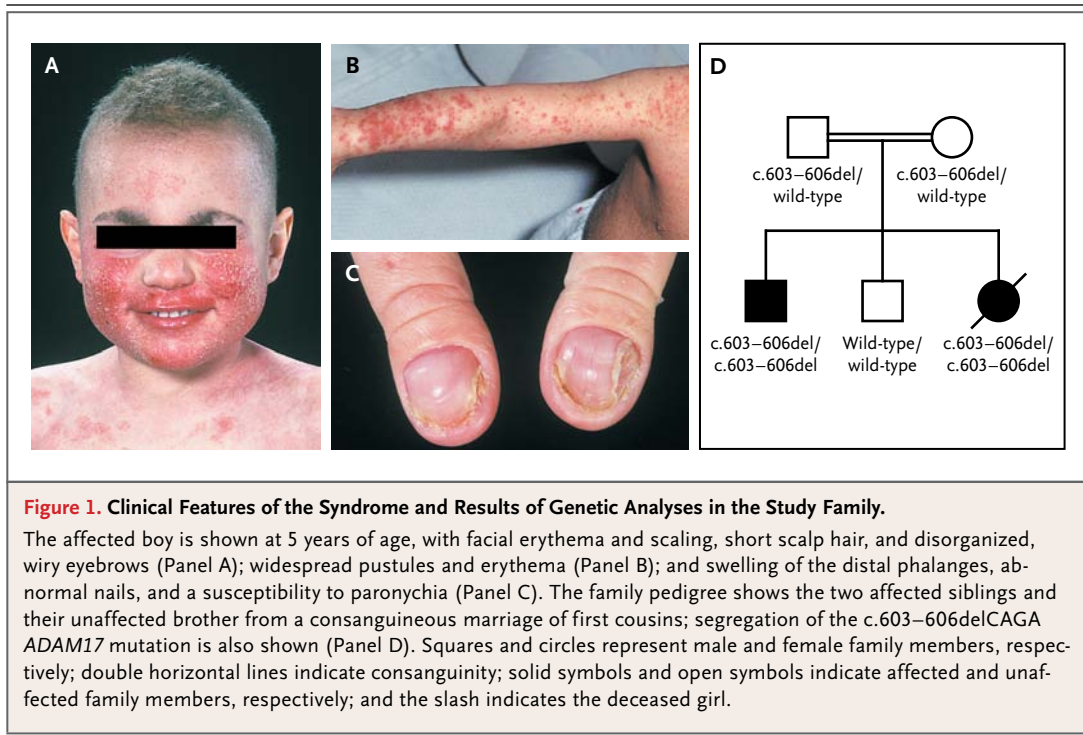 A
B
C
D
c.603–606del/
wild-type
c.603–606del/
wild-type
c.603–606del/
c.603–606del
Wild-type/
wild-type
c.603–606del/
c.603–606del
Figure 1. Clinical Features of the Syndrome and Results of Genetic Analyses in the Study Family.
The affected boy is shown at 5 years of age, with facial erythema and scaling, short scalp hair, and disorganized,
wiry eyebrows (Panel A); widespread pustules and erythema (Panel B); and swelling of the distal phalanges, ab-
normal nails, and a susceptibility to paronychia (Panel C). The family pedigree shows the two affected siblings and
their unaffected brother from a consanguineous marriage of first cousins; segregation of the c.603–606delCAGA
ADAM17 mutation is also shown (Panel D). Squares and circles represent male and female family members, respec-
tively; double horizontal lines indicate consanguinity; solid symbols and open symbols indicate affected and unaf-
fected family members, respectively; and the slash indicates the deceased girl.